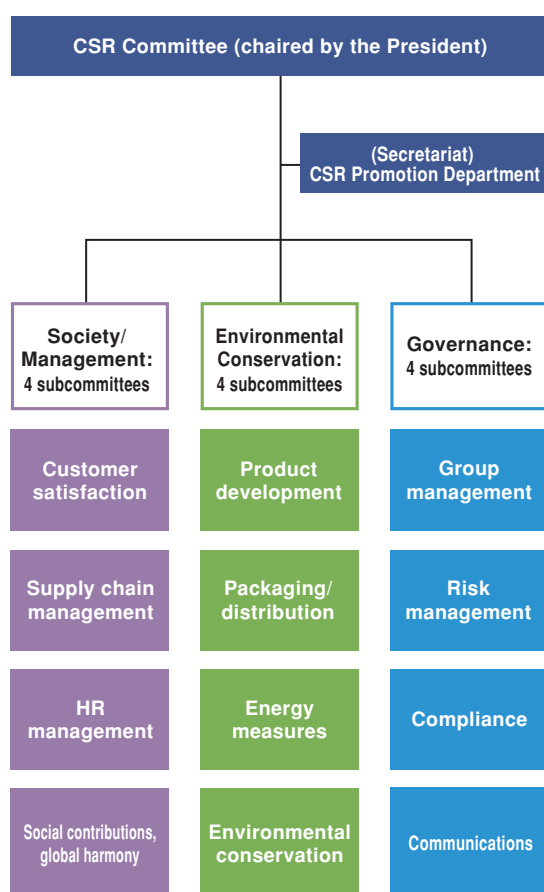 CSR Committee (chaired by the President)
(Secretariat)
CSR Promotion Department
Society/
Management:
4 subcommittees
Environmental
Conservation:
4 subcommittees
Governance:
4 subcommittees
Customer
satisfaction
Product
development
Group
management
Supply chain
management
Packaging/
distribution
Risk
management
HR
management
Energy
measures
Compliance
Social contributions,
global harmony
Environmental
conservation
Communications